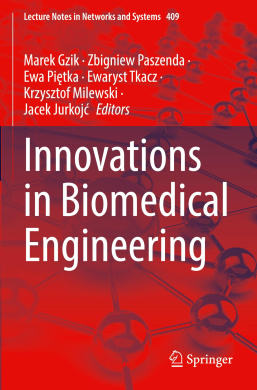 Lecture Notes in Networks and Systems 409
Marek Gzik · Zbigniew Paszenda ·
Ewa Piętka · Ewaryst Tkacz ·
Krzysztof Milewski ·
Jacek Jurkojć Editors
Innovations
in Biomedical
Engineering
Springer